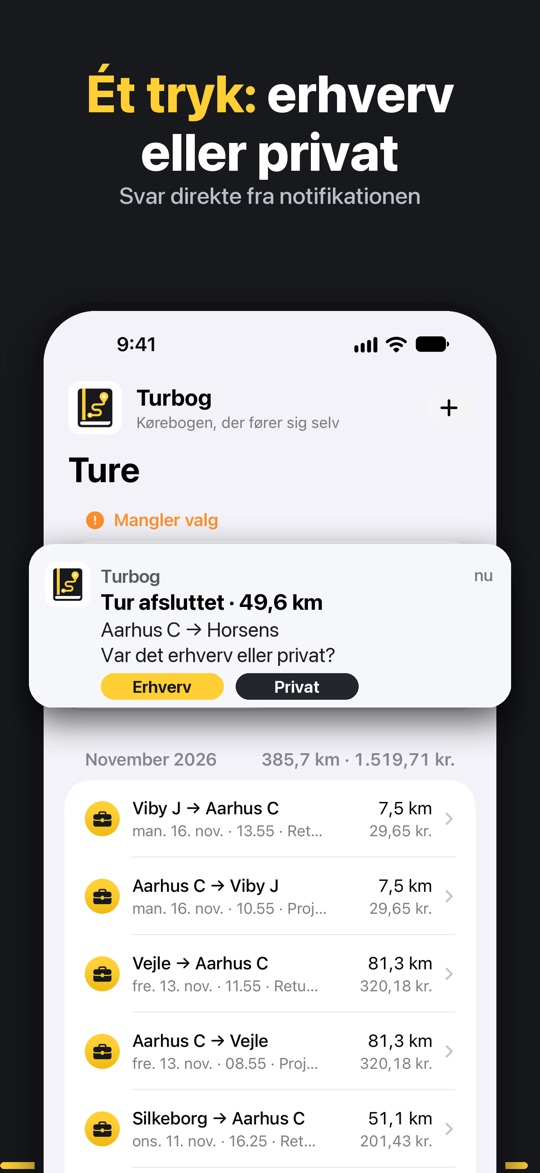 Ét tryk: erhverv
eller privat
Svar direkte fra notifikationen
9:41
Turbog
Kørebogen, der fører sig selv
Ture
Mangler valg
Turbog nu
Tur afsluttet · 49,6 km
Aarhus C → Horsens
Var det erhverv eller privat?
Erhverv Privat
November 2026 385,7 km · 1.519,71 kr.
Viby J → Aarhus C 7,5 km
man. 16. nov. · 13.55 · Ret... 29,65 kr.
Aarhus C → Viby J 7,5 km
man. 16. nov. · 10.55 · Proj... 29,65 kr.
Vejle → Aarhus C 81,3 km
fre. 13. nov. · 11.55 · Retu... 320,18 kr.
Aarhus C → Vejle 81,3 km
fre. 13. nov. · 08.55 · Proj... 320,18 kr.
Silkeborg → Aarhus C 51,1 km
ons. 11. nov. · 16.25 · Ret... 201,43 kr.